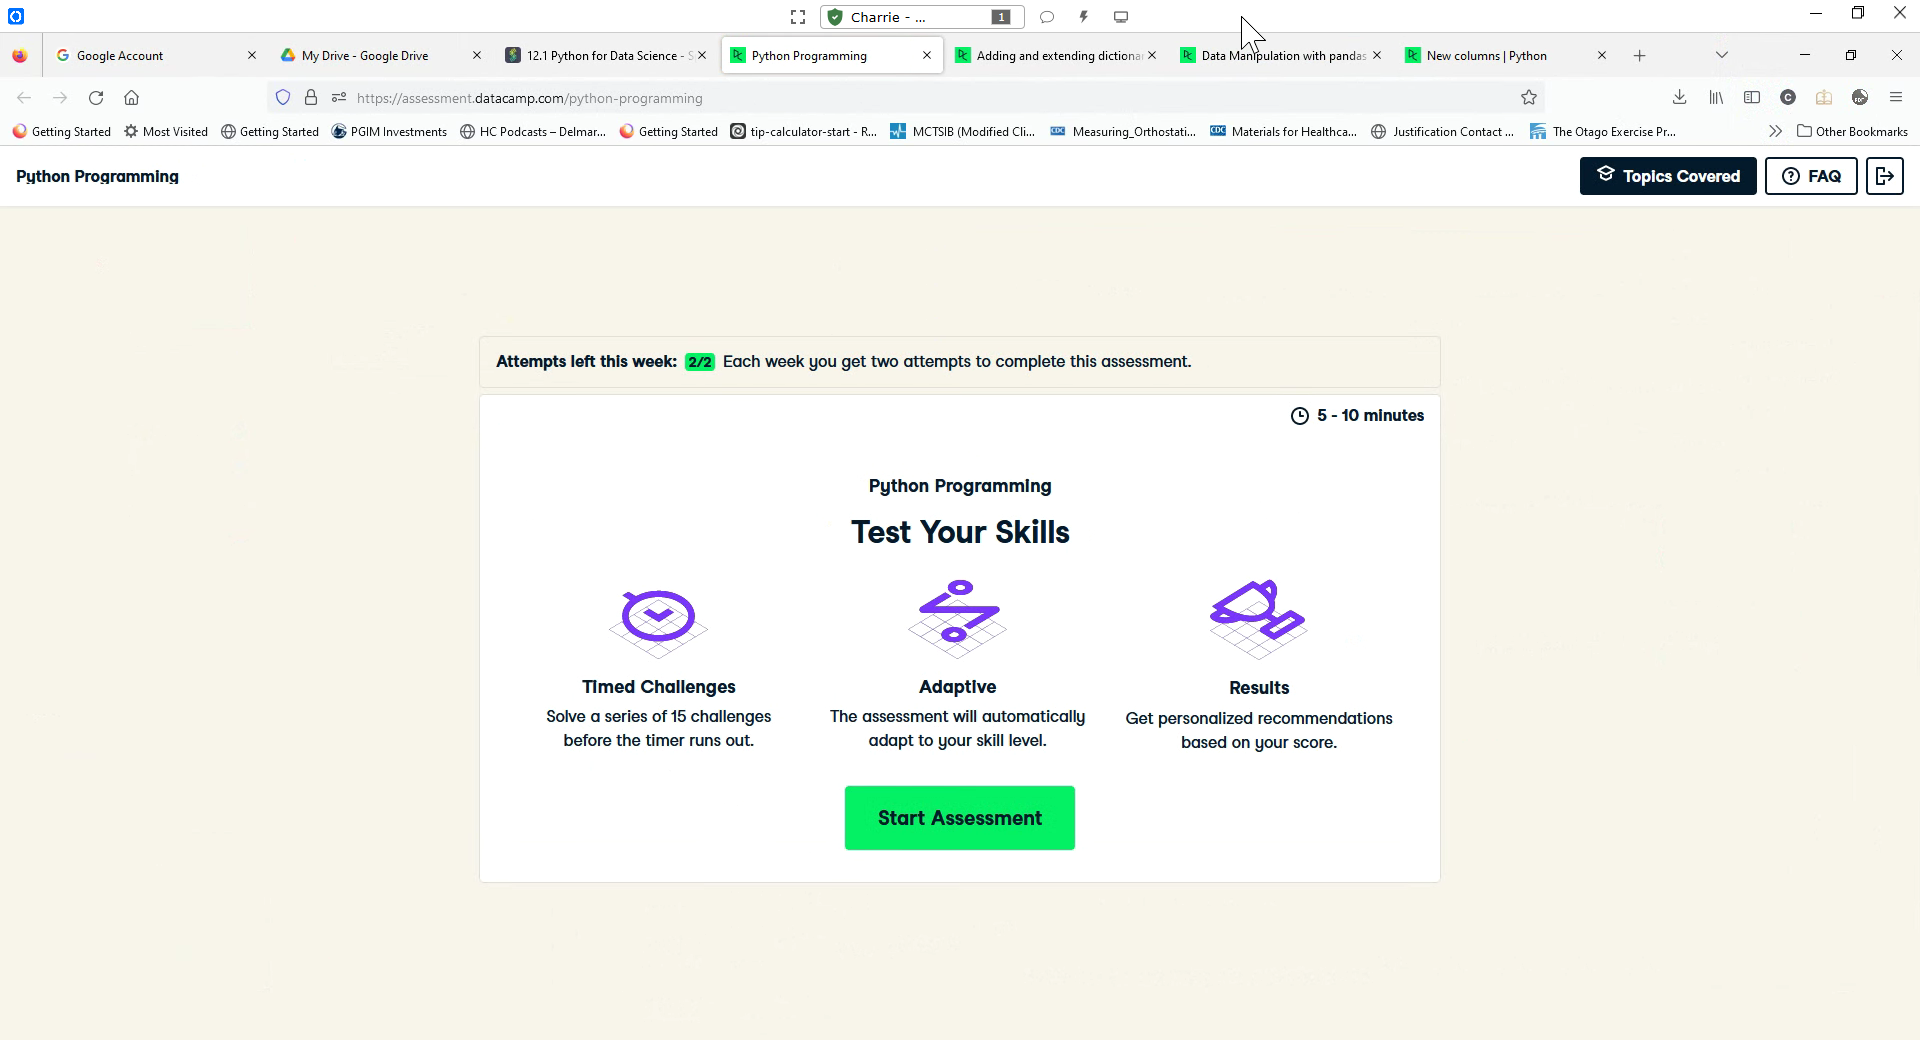 Charrie - ...
1
Google Account
My Drive - Google Drive
12.1 Python for Data Science - S
Python Programming
Adding and extending dictionar
Data Manipulation with pandas
New columns | Python
https://assessment.datacamp.com/python-programming
C
Getting Started
Most Visited
Getting Started
PGIM Investments
HC Podcasts – Delmar...
Getting Started
tip-calculator-start - R...
MCTSIB (Modified Cli...
CDC
Measuring_Orthostati...
CDC
Materials for Healthca...
Justification Contact ...
The Otago Exercise Pr...
Other Bookmarks
Python Programming
Topics Covered
FAQ
Attempts left this week: 2/2 Each week you get two attempts to complete this assessment.
5 - 10 minutes
Python Programming
Test Your Skills
Timed Challenges
Solve a series of 15 challenges
before the timer runs out.
Adaptive
The assessment will automatically
adapt to your skill level.
Results
Get personalized recommendations
based on your score.
Start Assessment